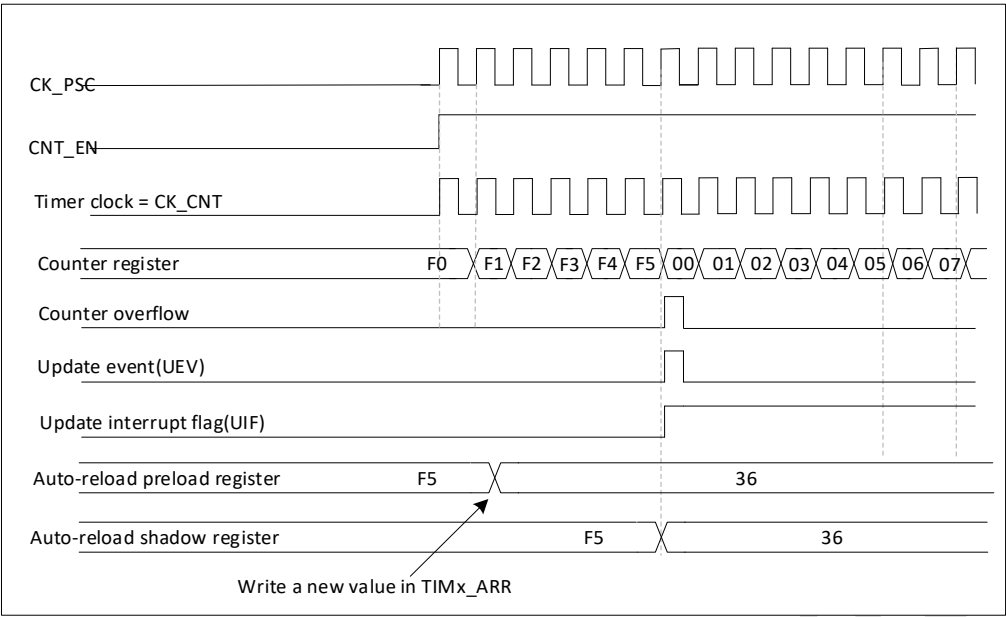 CK_PSC
CNT_EN
Timer clock = CK_CNT
Counter register F0 F1 F2 F3 F4 F5 00 01 02 03 04 05 06 07
Counter overflow
Update event(UEV)
Update interrupt flag(UIF)
Auto-reload preload register F5 36
Auto-reload shadow register F5 36
Write a new value in TIMx_ARR